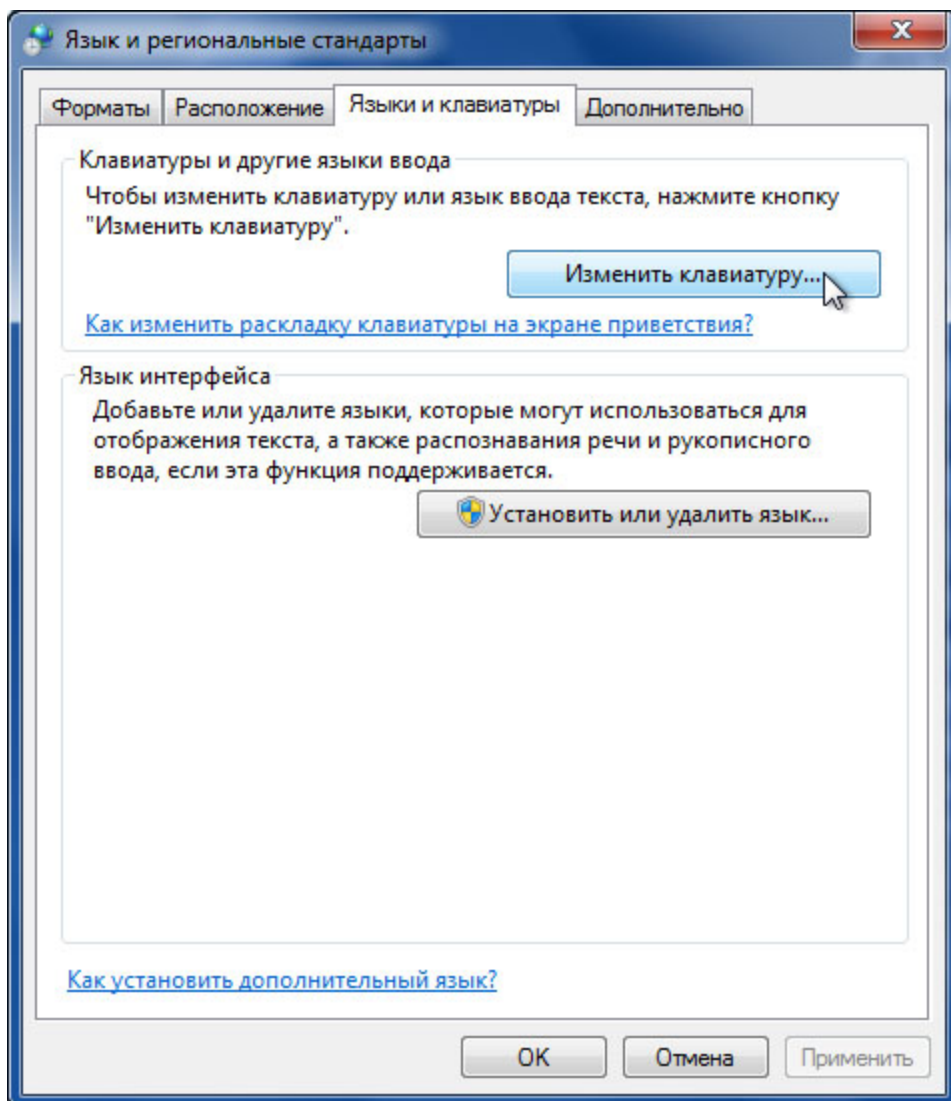 Язык и региональные стандарты
Форматы Расположение Языки и клавиатуры Дополнительно
Клавиатуры и другие языки ввода
Чтобы изменить клавиатуру или язык ввода текста, нажмите кнопку
"Изменить клавиатуру".
Изменить клавиатуру...
Как изменить раскладку клавиатуры на экране приветствия?
Язык интерфейса
Добавьте или удалите языки, которые могут использоваться для
отображения текста, а также распознавания речи и рукописного
ввода, если эта функция поддерживается.
Установить или удалить язык...
Как установить дополнительный язык?
ОК Отмена Применить